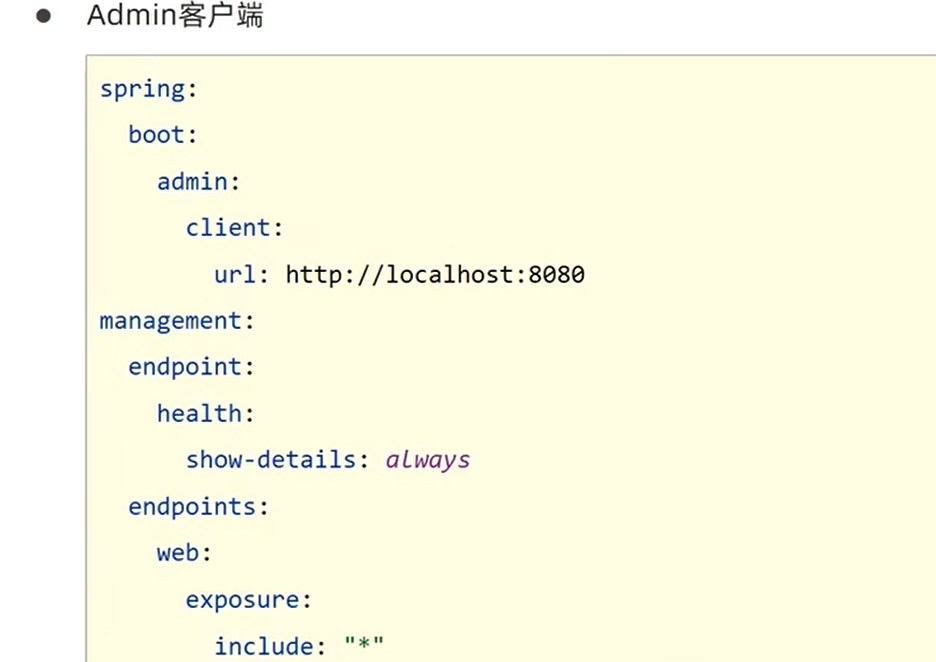 ● Admin客户端
spring:
  boot:
    admin:
      client:
        url: http://localhost:8080
management:
  endpoint:
    health:
      show-details: always
  endpoints:
    web:
      exposure:
        include: "*"